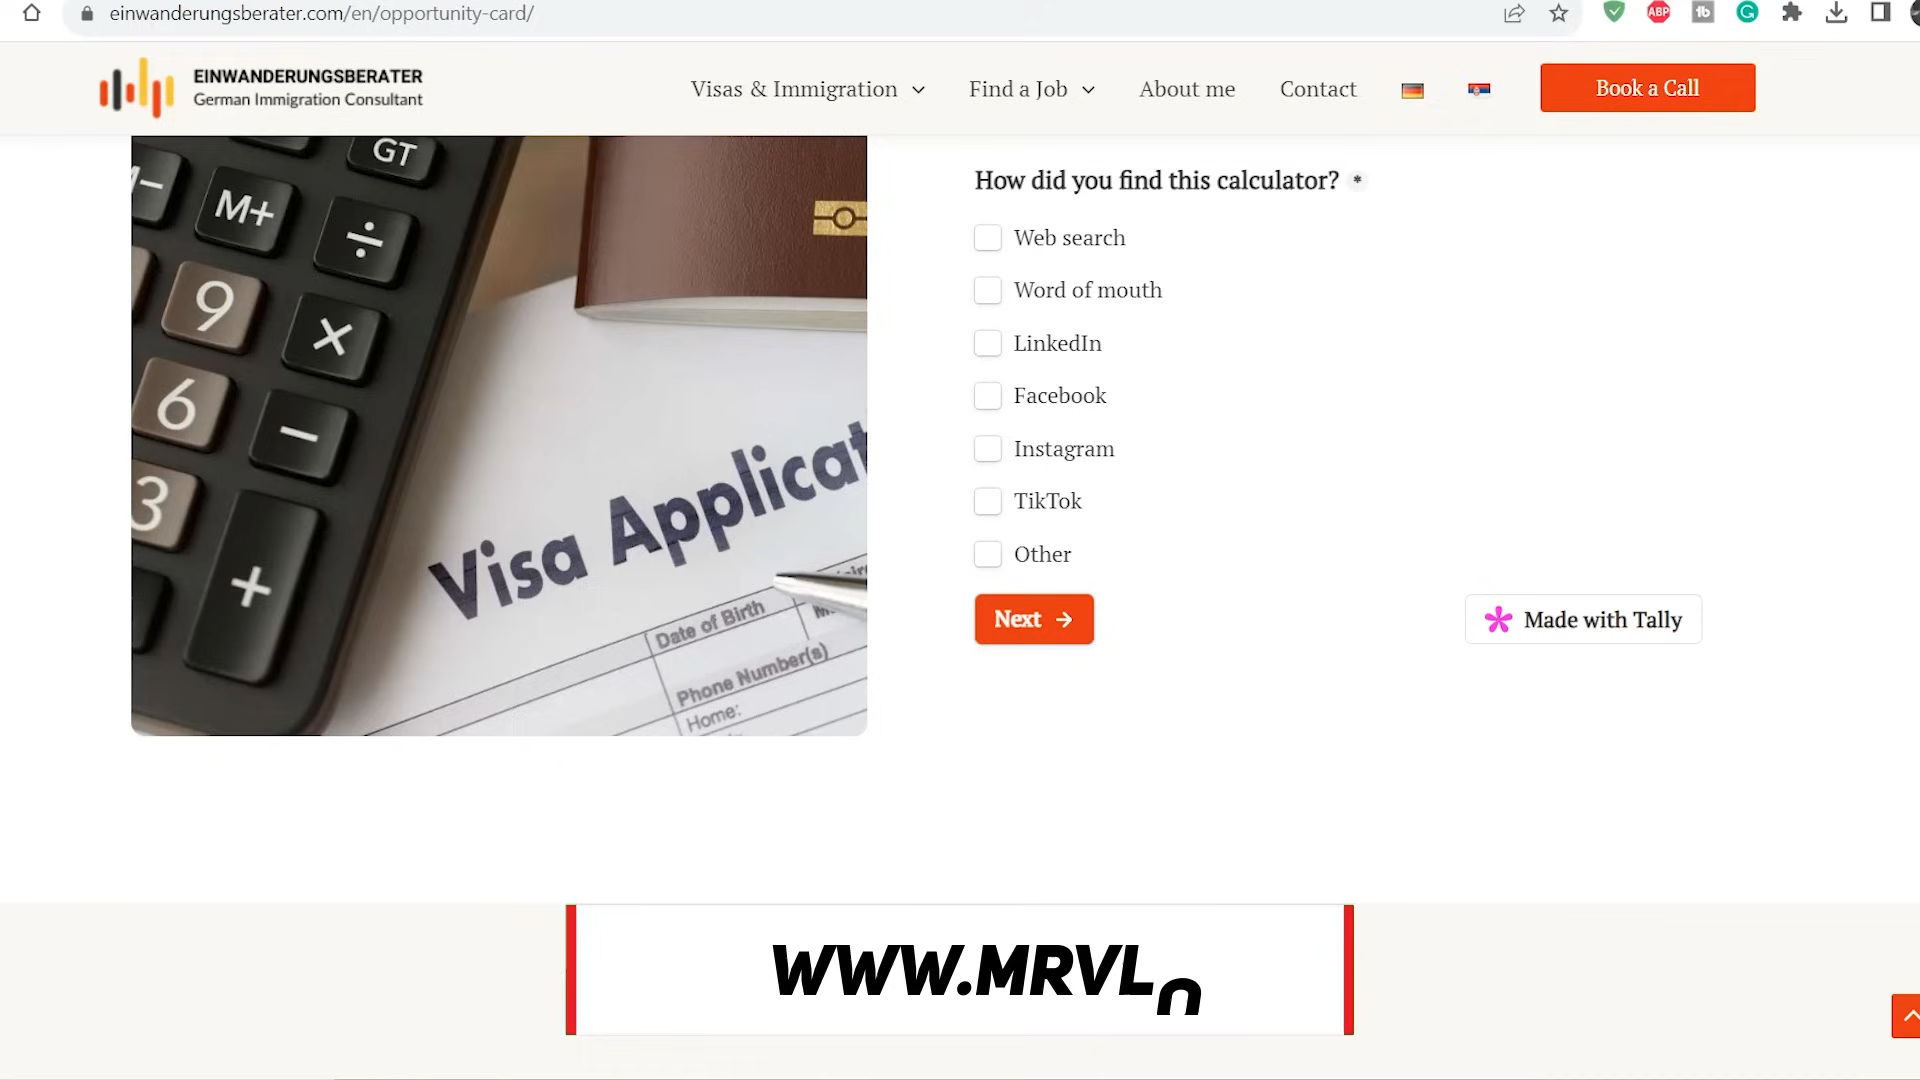 einwanderungsberater.com/en/opportunity-card/
ABP
EINWANDERUNGSBERATER
German Immigration Consultant
Visas & Immigration
Find a Job
About me
Contact
Book a Call
GT
M+
÷
9
×
6
−
3
+
Visa Applicat
Date of Birth
Phone Number(s)
Home:
How did you find this calculator? *
Web search
Word of mouth
LinkedIn
Facebook
Instagram
TikTok
Other
Next →
Made with Tally
WWW.MRVL